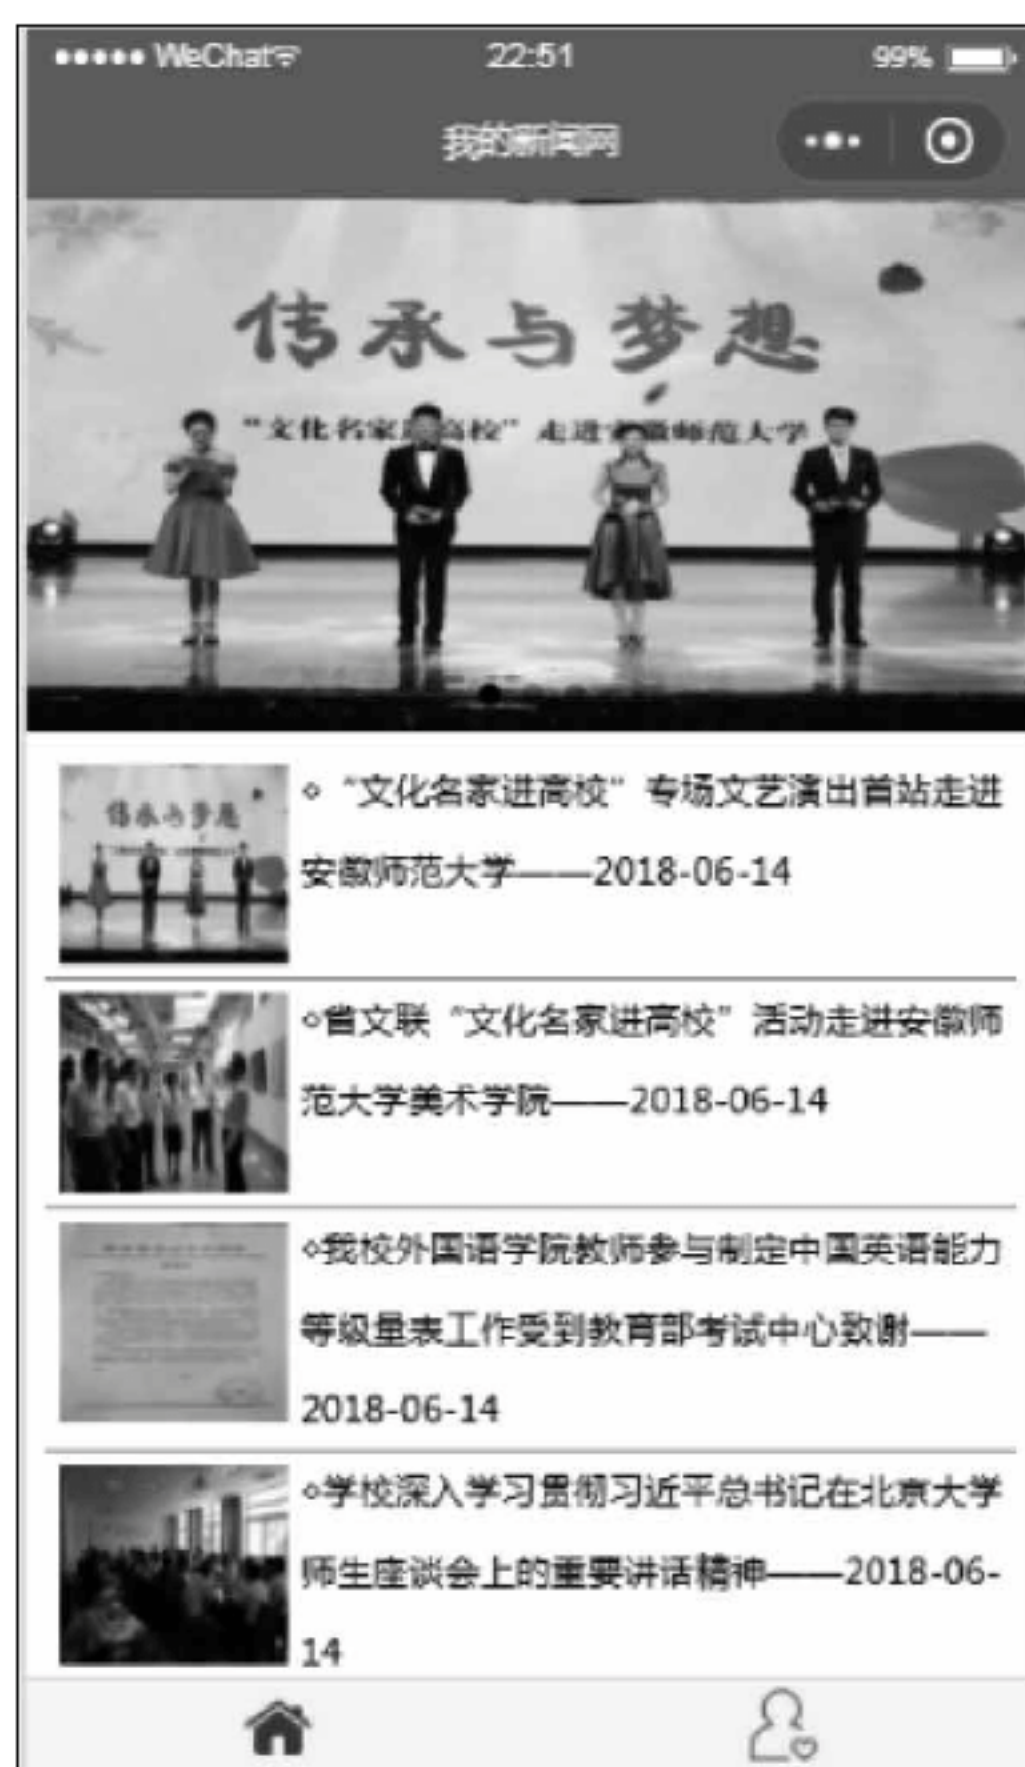 WeChat 22:51 99%
我的新闻网
传承与梦想
“文化名家进高校”走进安徽师范大学
传承与梦想
◇“文化名家进高校”专场文艺演出首站走进
安徽师范大学——2018-06-14
◇省文联“文化名家进高校”活动走进安徽师
范大学美术学院——2018-06-14
◇我校外国语学院教师参与制定中国英语能力
等级量表工作受到教育部考试中心致谢——
2018-06-14
◇学校深入学习贯彻习近平总书记在北京大学
师生座谈会上的重要讲话精神——2018-06-
14